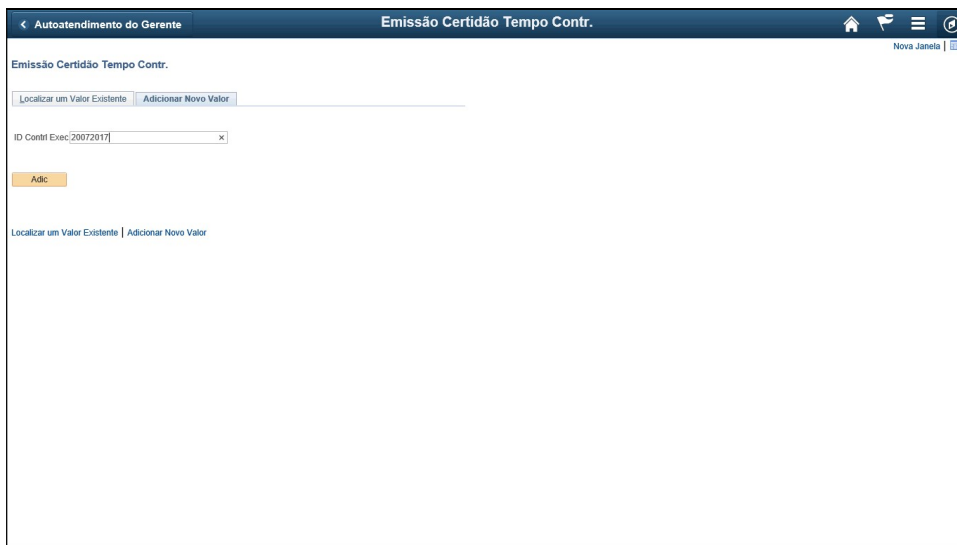 Autoatendimento do Gerente
Emissão Certidão Tempo Contr.
Nova Janela |
Emissão Certidão Tempo Contr.
Localizar um Valor Existente
Adicionar Novo Valor
ID Contrl Exec 20072017
Adic
Localizar um Valor Existente | Adicionar Novo Valor